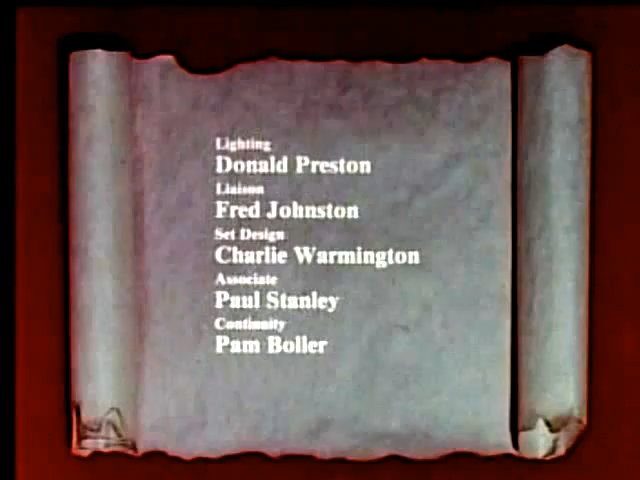 Lighting
Donald Preston
Liaison
Fred Johnston
Set Design
Charlie Warmington
Associate
Paul Stanley
Continuity
Pam Boller